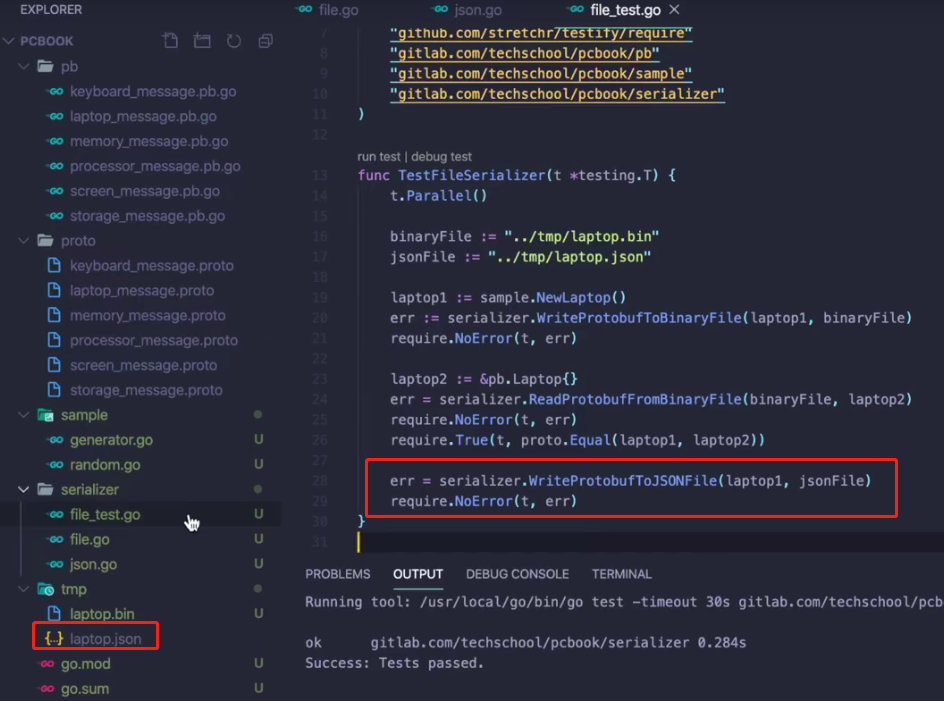 EXPLORER
PCBOOK
pb
keyboard_message.pb.go
laptop_message.pb.go
memory_message.pb.go
processor_message.pb.go
screen_message.pb.go
storage_message.pb.go
proto
keyboard_message.proto
laptop_message.proto
memory_message.proto
processor_message.proto
screen_message.proto
storage_message.proto
sample
generator.go U
random.go U
serializer
file_test.go U
file.go U
json.go U
tmp
laptop.bin U
{..} laptop.json
go.mod U
go.sum U
file.go json.go file_test.go
7 "github.com/stretchr/testify/require"
8 "gitlab.com/techschool/pcbook/pb"
9 "gitlab.com/techschool/pcbook/sample"
10 "gitlab.com/techschool/pcbook/serializer"
11 )
12
run test | debug test
13 func TestFileSerializer(t *testing.T) {
14 t.Parallel()
15
16 binaryFile := "../tmp/laptop.bin"
17 jsonFile := "../tmp/laptop.json"
18
19 laptop1 := sample.NewLaptop()
20 err := serializer.WriteProtobufToBinaryFile(laptop1, binaryFile)
21 require.NoError(t, err)
22
23 laptop2 := &pb.Laptop{}
24 err = serializer.ReadProtobufFromBinaryFile(binaryFile, laptop2)
25 require.NoError(t, err)
26 require.True(t, proto.Equal(laptop1, laptop2))
27
28 err = serializer.WriteProtobufToJSONFile(laptop1, jsonFile)
29 require.NoError(t, err)
30 }
31
PROBLEMS OUTPUT DEBUG CONSOLE TERMINAL
Running tool: /usr/local/go/bin/go test -timeout 30s gitlab.com/techschool/pcb
ok gitlab.com/techschool/pcbook/serializer 0.284s
Success: Tests passed.